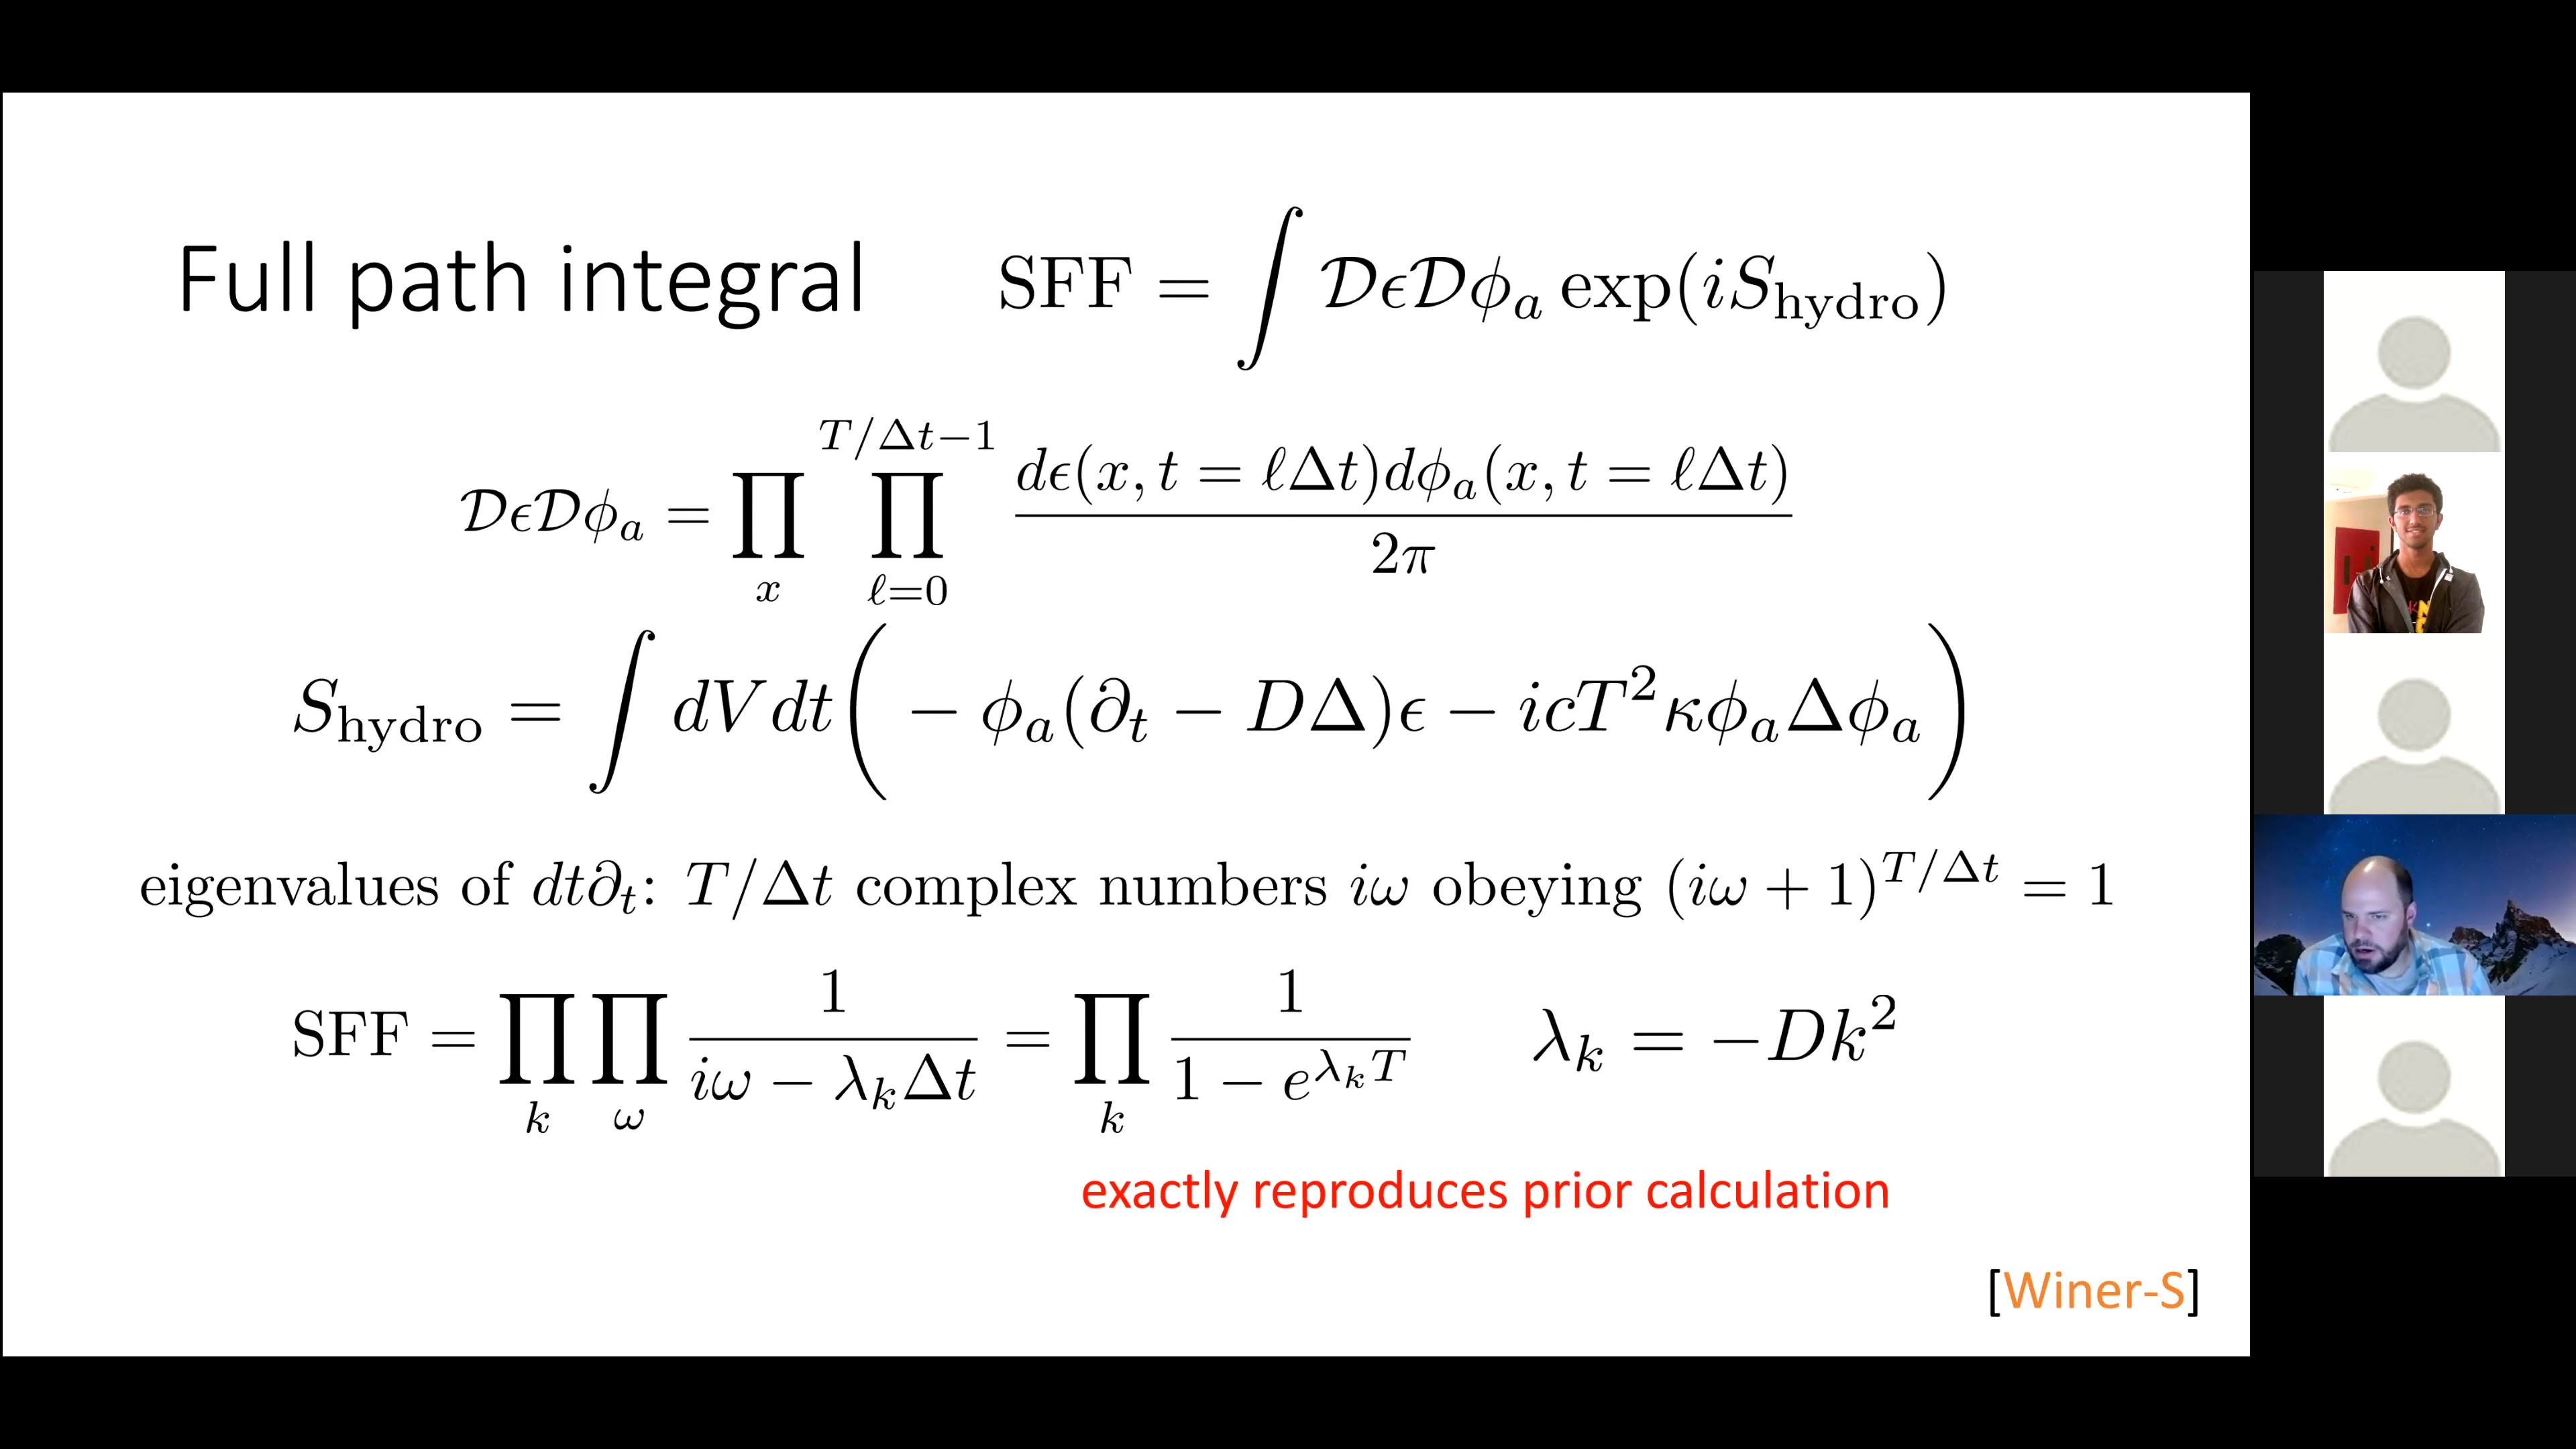 Full path integral
SFF = ∫ 𝒟ϵ𝒟ϕ_a exp(iS_hydro)
𝒟ϵ𝒟ϕ_a = ∏_x ∏_{ℓ=0}^{T/Δt−1} dϵ(x, t = ℓΔt)dϕ_a(x, t = ℓΔt) / 2π
S_hydro = ∫ dV dt ( − ϕ_a(∂_t − DΔ)ϵ − icT²κϕ_aΔϕ_a )
eigenvalues of dt∂_t: T/Δt complex numbers iω obeying (iω + 1)^{T/Δt} = 1
SFF = ∏_k ∏_ω 1 / (iω − λ_kΔt) = ∏_k 1 / (1 − e^{λ_kT}) λ_k = −Dk²
exactly reproduces prior calculation
[Winer-S]